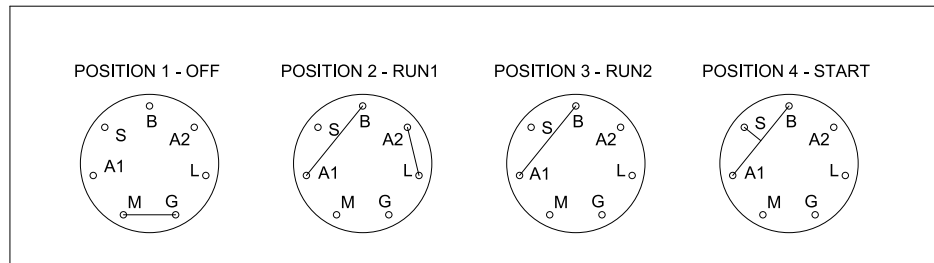 POSITION 1 - OFF
POSITION 2 - RUN1
POSITION 3 - RUN2
POSITION 4 - START
B
S
A2
A1
L
M
G
B
S
A2
A1
L
M
G
B
S
A2
A1
L
M
G
B
S
A2
A1
L
M
G